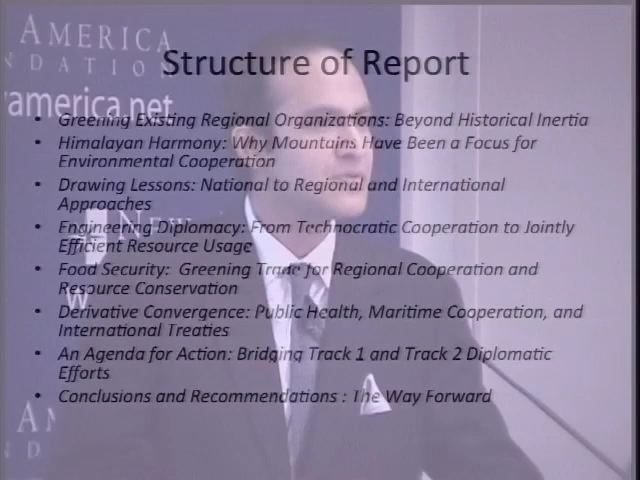 AMERICA
NDATION
america.net
Structure of Report
• Greening Existing Regional Organizations: Beyond Historical Inertia
• Himalayan Harmony: Why Mountains Have Been a Focus for
Environmental Cooperation
• Drawing Lessons: National to Regional and International
Approaches
NEW
• Engineering Diplomacy: From Technocratic Cooperation to Jointly
Efficient Resource Usage
• Food Security: Greening Trade for Regional Cooperation and
Resource Conservation
w
• Derivative Convergence: Public Health, Maritime Cooperation, and
International Treaties
• An Agenda for Action: Bridging Track 1 and Track 2 Diplomatic
Efforts
• Conclusions and Recommendations : The Way Forward